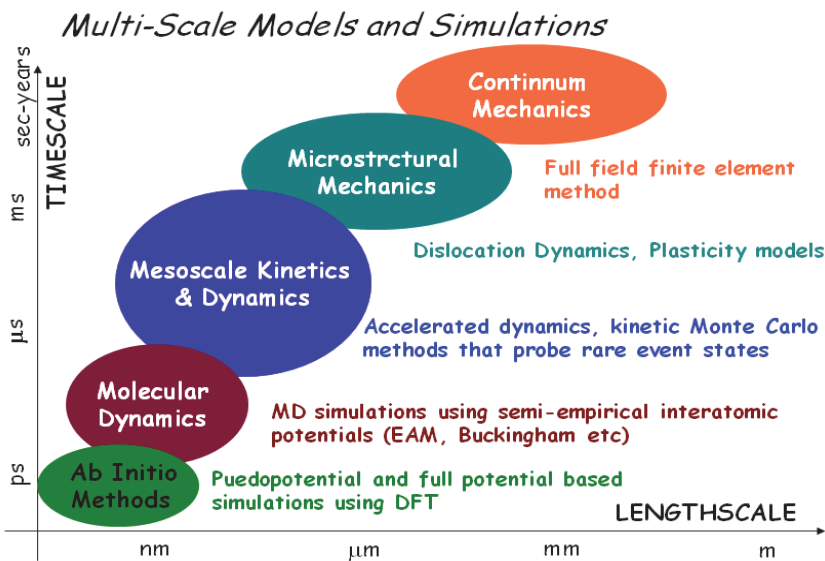 Multi-Scale Models and Simulations
sec-years
TIMESCALE
Continnum
Mechanics
Microstrctural
Mechanics
Full field finite element
method
ms
Mesoscale Kinetics
& Dynamics
Dislocation Dynamics, Plasticity models
μs
Accelerated dynamics, kinetic Monte Carlo
methods that probe rare event states
Molecular
Dynamics
MD simulations using semi-empirical interatomic
potentials (EAM, Buckingham etc)
ps
Ab Initio
Methods
Puedopotential and full potential based
simulations using DFT
LENGTHSCALE
nm
μm
mm
m